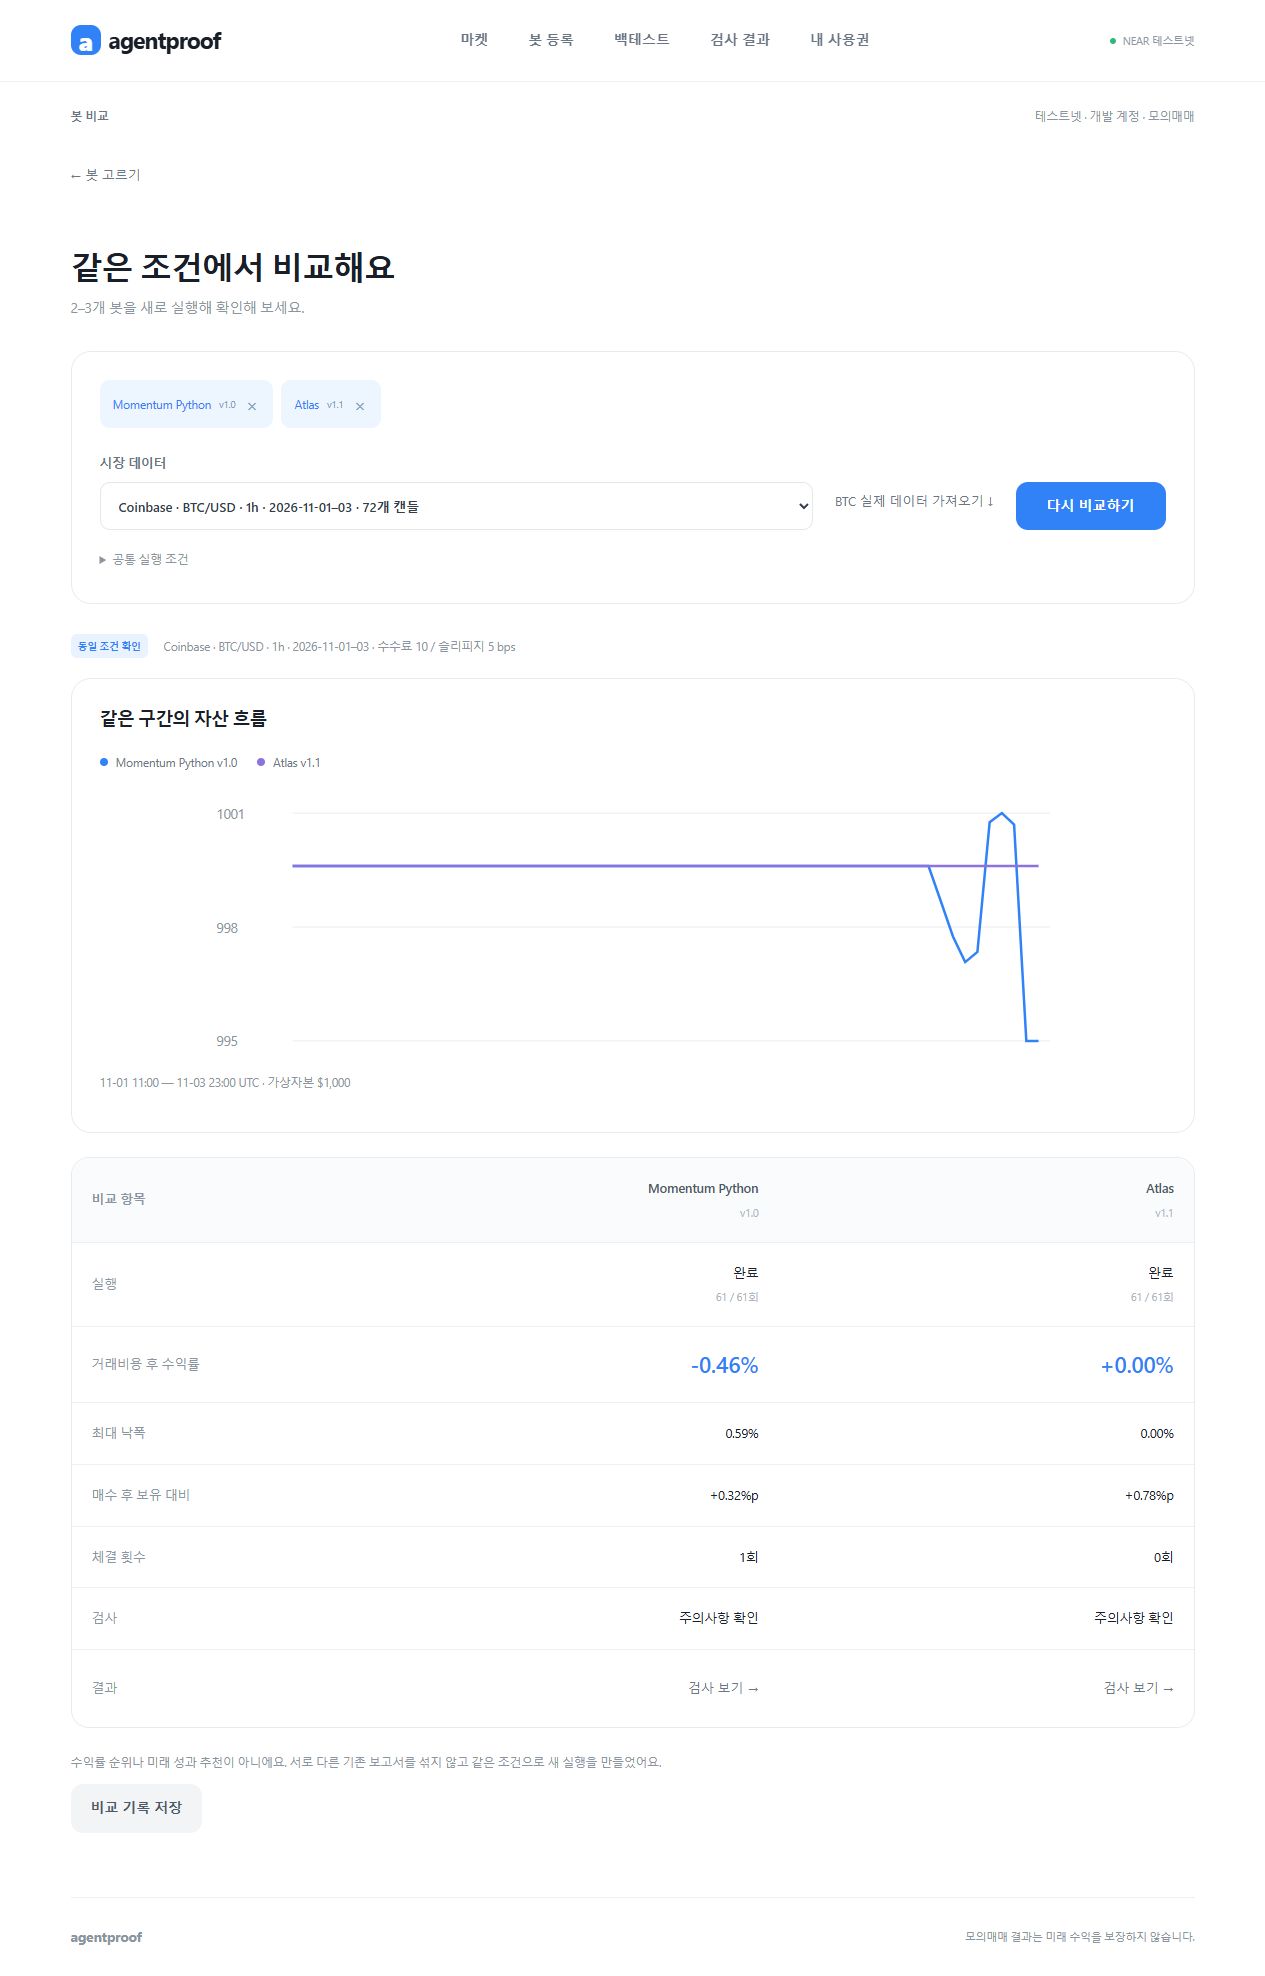 a agentproof
마켓 봇 등록 백테스트 검사 결과 내 사용권
NEAR 테스트넷
봇 비교
테스트넷 · 개발 계정 · 모의매매
← 봇 고르기
같은 조건에서 비교해요
2–3개 봇을 새로 실행해 확인해 보세요.
Momentum Python v1.0 ×
Atlas v1.1 ×
시장 데이터
Coinbase · BTC/USD · 1h · 2026-11-01–03 · 72개 캔들
BTC 실제 데이터 가져오기 ↓
다시 비교하기
▶ 공통 실행 조건
동일 조건 확인 Coinbase · BTC/USD · 1h · 2026-11-01–03 · 수수료 10 / 슬리피지 5 bps
같은 구간의 자산 흐름
Momentum Python v1.0 Atlas v1.1
1001
998
995
11-01 11:00 — 11-03 23:00 UTC · 가상자본 $1,000
비교 항목 Momentum Python Atlas
v1.0 v1.1
실행 완료 완료
61 / 61회 61 / 61회
거래비용 후 수익률 -0.46% +0.00%
최대 낙폭 0.59% 0.00%
매수 후 보유 대비 +0.32%p +0.78%p
체결 횟수 1회 0회
검사 주의사항 확인 주의사항 확인
결과 검사 보기 → 검사 보기 →
수익률 순위나 미래 성과 추천이 아니에요. 서로 다른 기존 보고서를 섞지 않고 같은 조건으로 새 실행을 만들었어요.
비교 기록 저장
agentproof
모의매매 결과는 미래 수익을 보장하지 않습니다.